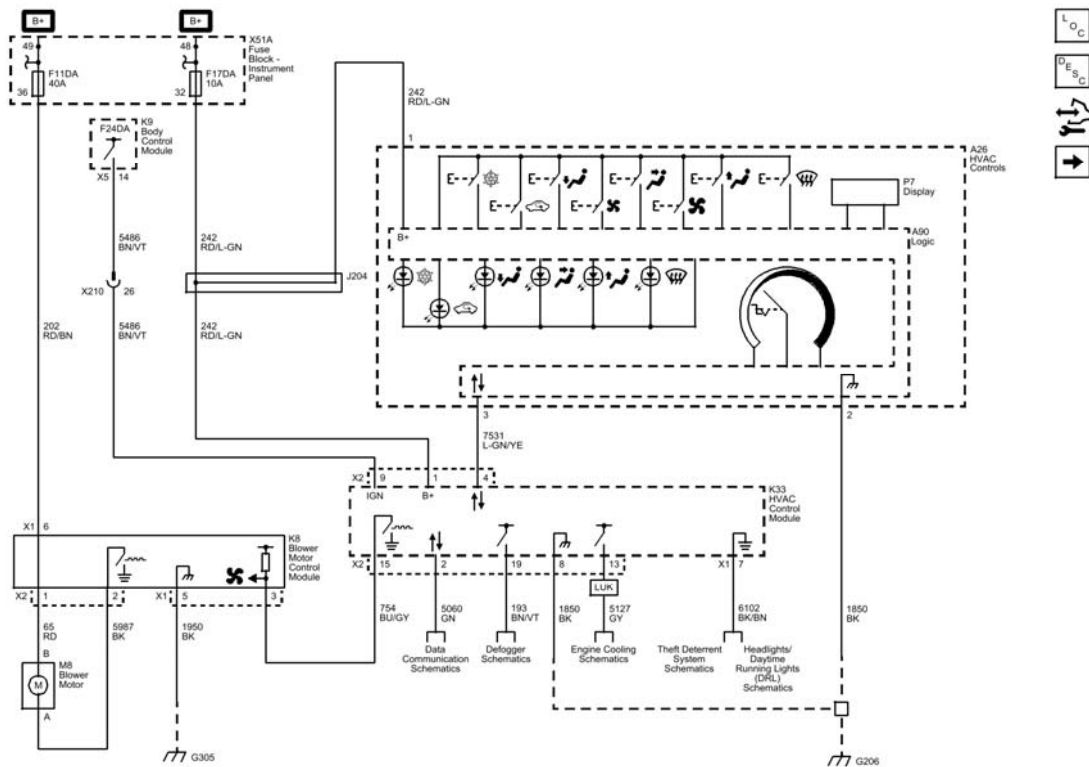 B+
B+
49
48
X51A
Fuse
Block -
Instrument
Panel
F11DA
40A
F17DA
10A
36
32
F24DA
K9
Body
Control
Module
X5
14
242
RD/L-GN
1
A26
HVAC
Controls
P7
Display
B+
A90
Logic
5486
BN/VT
242
RD/L-GN
J204
X210
26
202
RD/BN
5486
BN/VT
242
RD/L-GN
3
2
7531
L-GN/YE
X2
9
1
4
IGN
B+
K33
HVAC
Control
Module
X1
6
K8
Blower
Motor
Control
Module
X2
15
2
19
8
13
X1
7
X2
1
2
X1
5
3
LUK
65
RD
5987
BK
1950
BK
754
BU/GY
5060
GN
193
BN/VT
1850
BK
5127
GY
6102
BK/BN
1850
BK
Data
Communication
Schematics
Defogger
Schematics
Engine Cooling
Schematics
Theft Deterrent
System
Schematics
Headlights/
Daytime
Running Lights
(DRL)
Schematics
B
M8
Blower
Motor
M
A
G305
G206
LOC
DESC